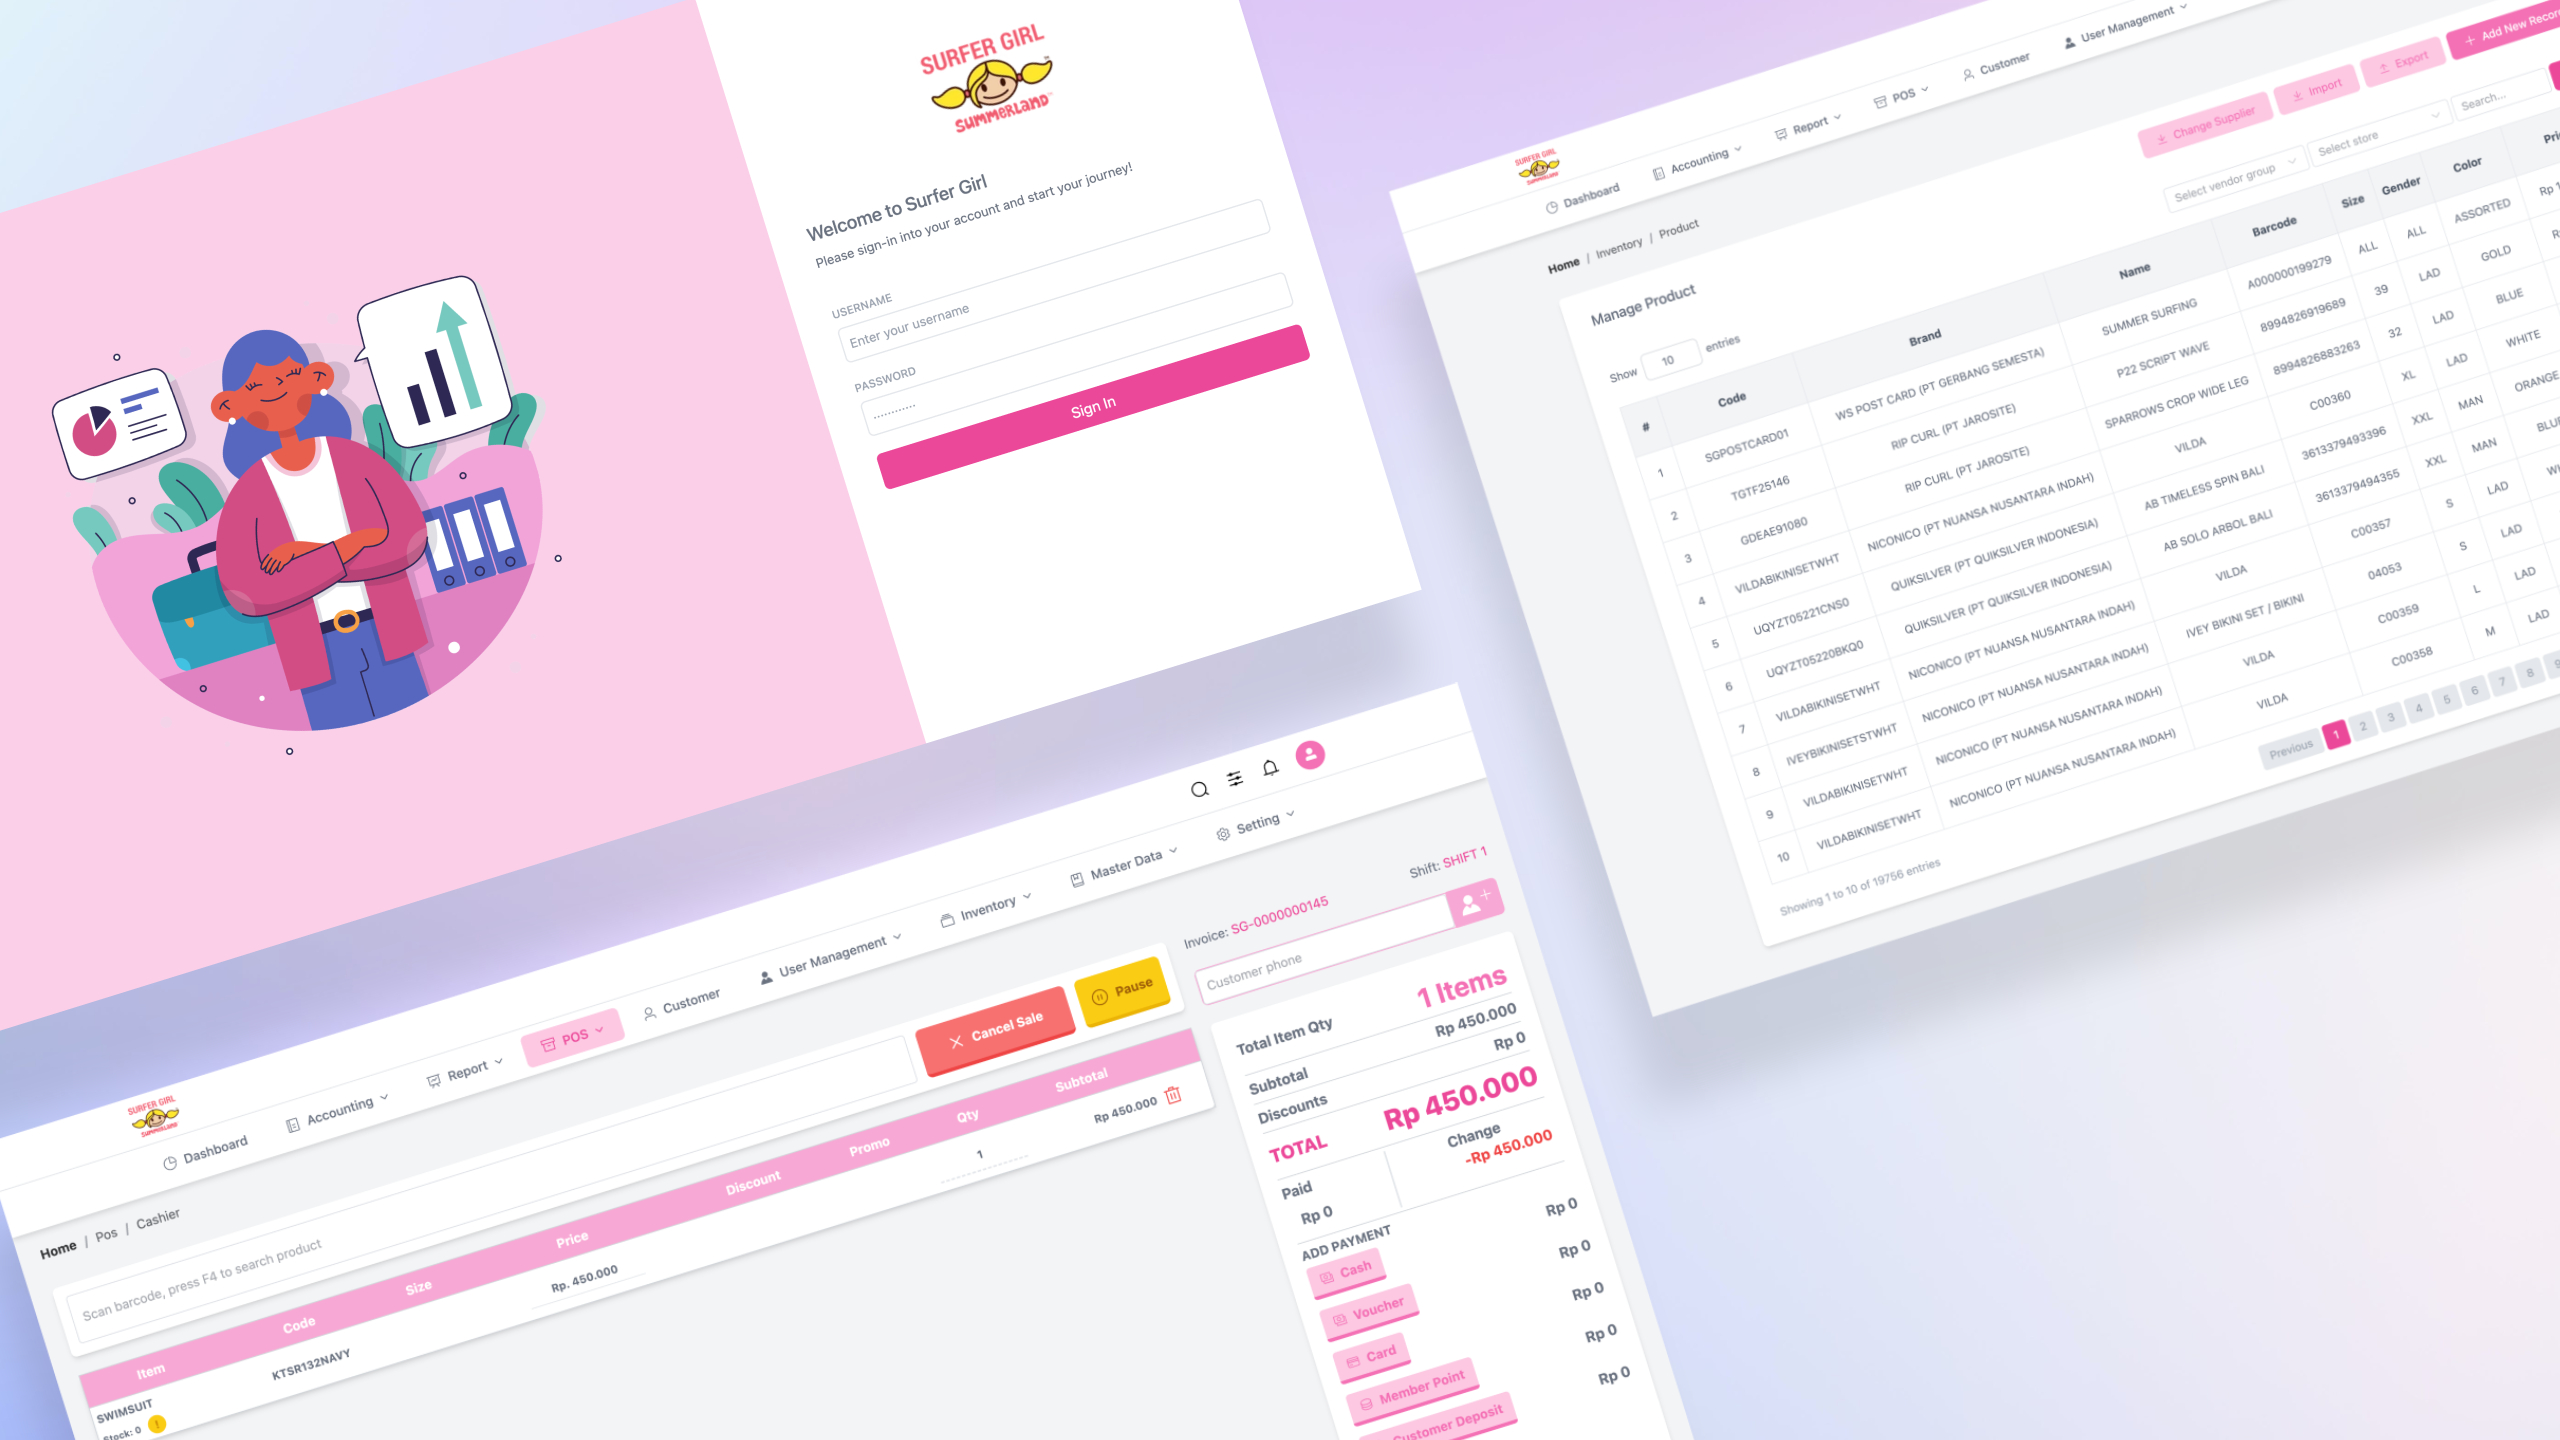 SURFER GIRL
SUMMERLAND
Welcome to Surfer Girl
Please sign-in into your account and start your journey!
USERNAME
Enter your username
PASSWORD
Sign In
SURFER GIRL
SUMMERLAND
Dashboard
Accounting
Report
POS
Customer
User Management
Home / Inventory / Product
Change Supplier
Import
Export
Add New Record
Manage Product
Select vendor group
Select store
Search...
Show 10 entries
# Code Brand Name Barcode Size Gender Color
1 SGPOSTCARD01 WS POST CARD (PT GERBANG SEMESTA) SUMMER SURFING A000000199279 ALL ALL ASSORTED Rp
2 TGTF25146 RIP CURL (PT JAROSITE) P22 SCRIPT WAVE 8994826919689 39 LAD GOLD
3 GDEAE91080 RIP CURL (PT JAROSITE) SPARROWS CROP WIDE LEG 8994826883263 32 LAD BLUE
4 VILDABIKINISETWHT NICONICO (PT NUANSA NUSANTARA INDAH) VILDA C00360 XL LAD WHITE
5 UQYZT05221CNS0 QUIKSILVER (PT QUIKSILVER INDONESIA) AB TIMELESS SPIN BALI 3613379493396 XXL MAN ORANGE
6 UQYZT05220BKQ0 QUIKSILVER (PT QUIKSILVER INDONESIA) AB SOLO ARBOL BALI 3613379494355 XXL MAN
7 VILDABIKINISETWHT NICONICO (PT NUANSA NUSANTARA INDAH) VILDA C00357 S LAD
8 IVEYBIKINISETSTWHT NICONICO (PT NUANSA NUSANTARA INDAH) IVEY BIKINI SET / BIKINI 04053 S LAD
9 VILDABIKINISETWHT NICONICO (PT NUANSA NUSANTARA INDAH) VILDA C00359 L LAD
10 VILDABIKINISETWHT NICONICO (PT NUANSA NUSANTARA INDAH) VILDA C00358 M LAD
Showing 1 to 10 of 19756 entries
Previous 1 2 3 4 5 6 7 8 9
SURFER GIRL
SUMMERLAND
Dashboard
Accounting
Report
POS
Customer
User Management
Inventory
Master Data
Setting
Home / Pos / Cashier
Scan barcode, press F4 to search product
Cancel Sale
Pause
Item Code Size Price Discount Promo Qty Subtotal
SWIMSUIT KTSR132NAVY Rp. 450.000 1 Rp 450.000
Stock: 0
Invoice: SG-0000000145
Shift: SHIFT 1
Customer phone
Total Item Qty 1 Items
Subtotal Rp 450.000
Discounts Rp 0
TOTAL Rp 450.000
Paid Change
Rp 0 -Rp 450.000
ADD PAYMENT
Cash Rp 0
Voucher Rp 0
Card Rp 0
Member Point Rp 0
Customer Deposit Rp 0